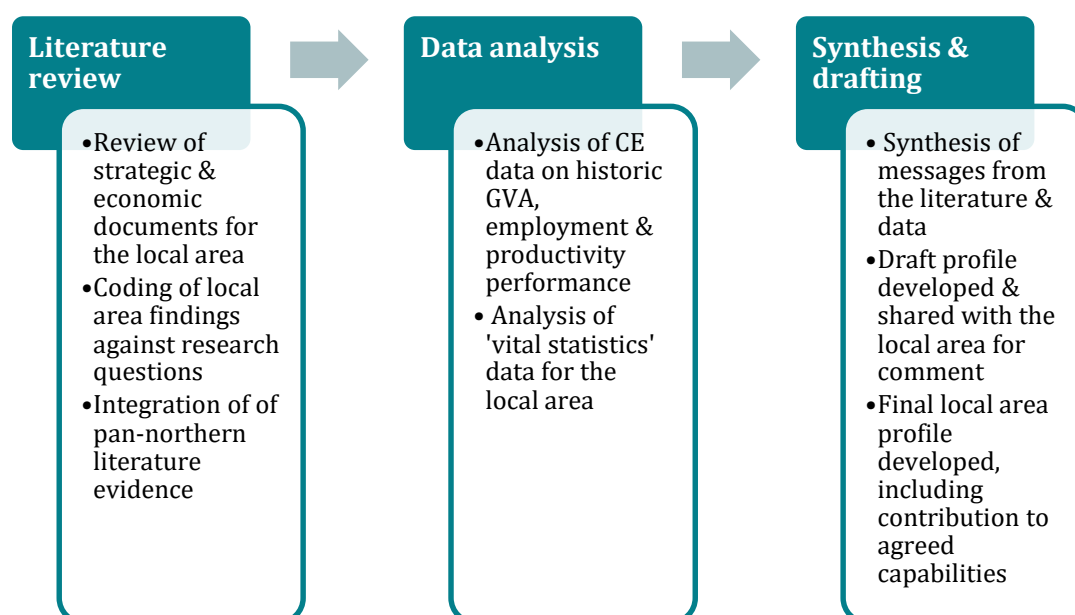 Literature
review
•Review of
strategic &
economic
documents for
the local area
•Coding of local
area findings
against research
questions
•Integration of of
pan-northern
literature
evidence
Data analysis
•Analysis of CE
data on historic
GVA,
employment &
productivity
performance
• Analysis of
'vital statistics'
data for the
local area
Synthesis &
drafting
• Synthesis of
messages from
the literature &
data
•Draft profile
developed &
shared with the
local area for
comment
•Final local area
profile
developed,
including
contribution to
agreed
capabilities